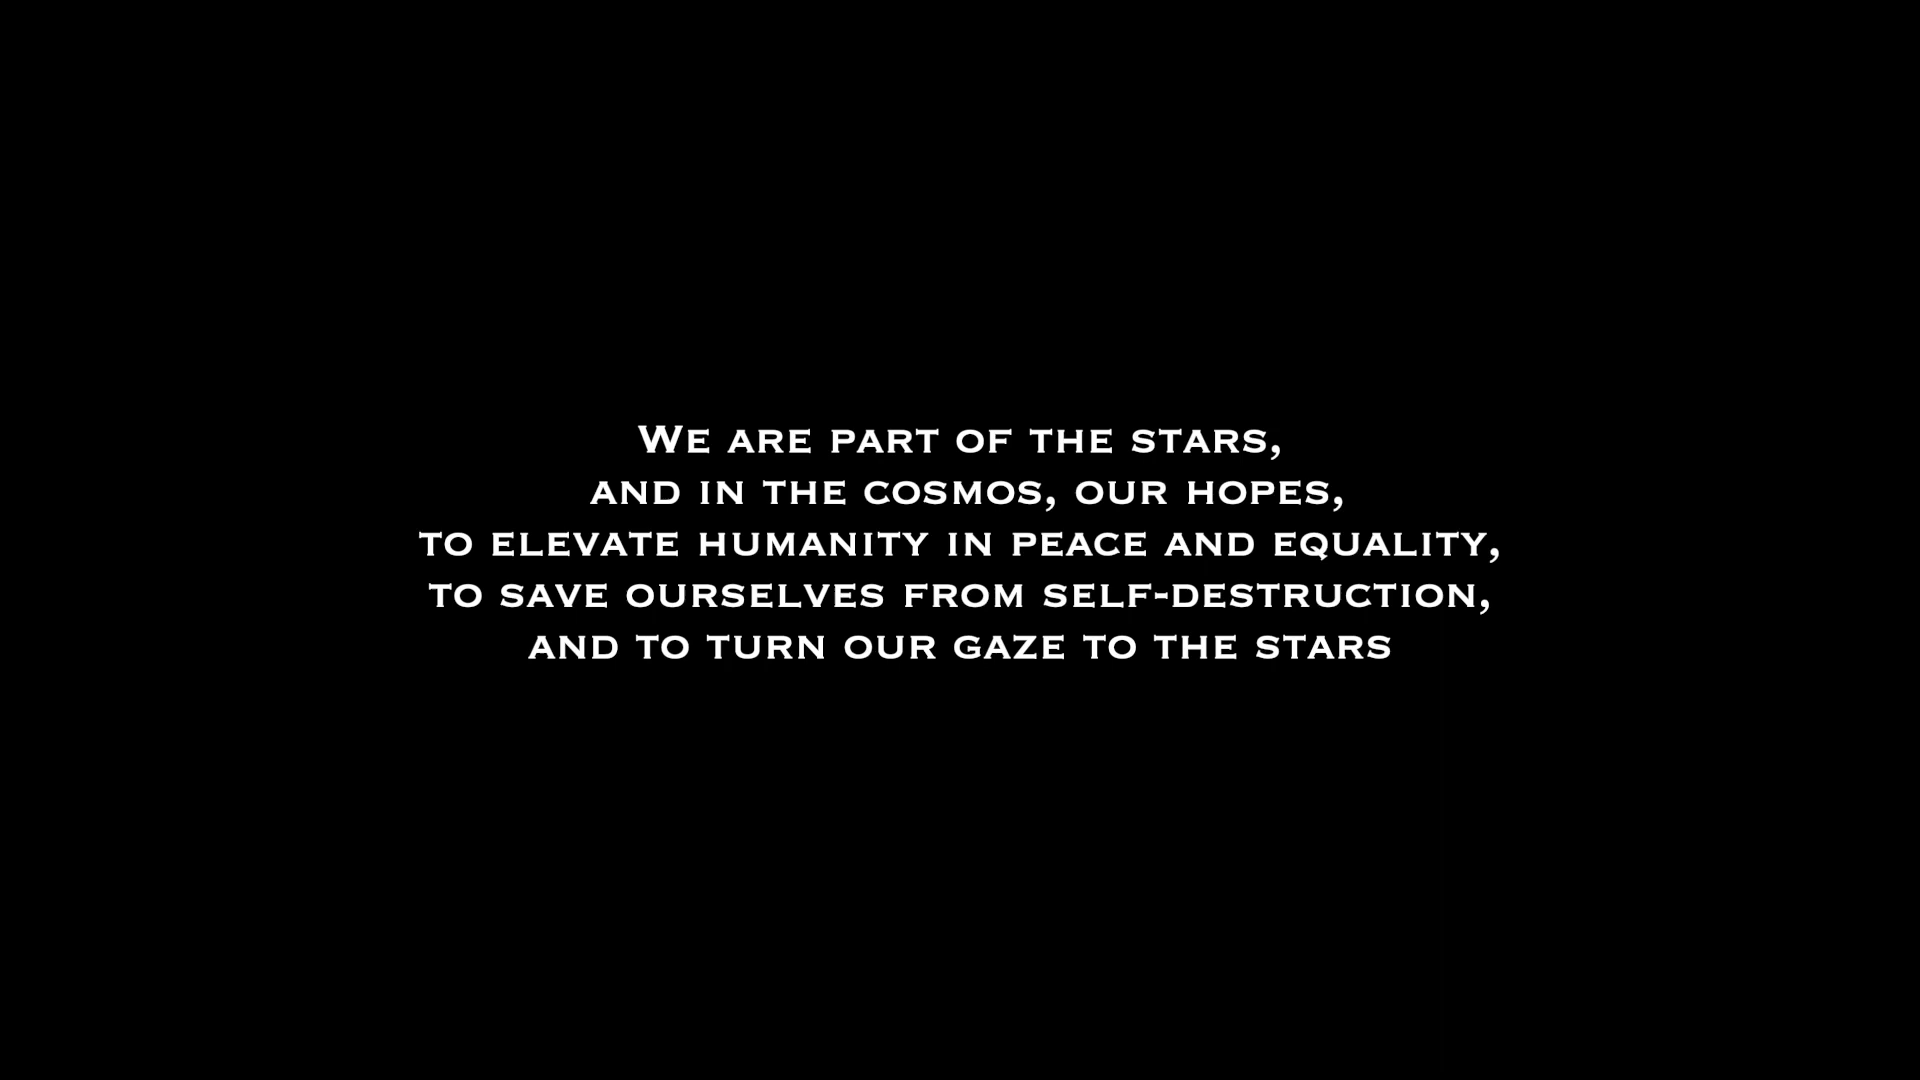 We are part of the stars,
and in the cosmos, our hopes,
to elevate humanity in peace and equality,
to save ourselves from self-destruction,
and to turn our gaze to the stars